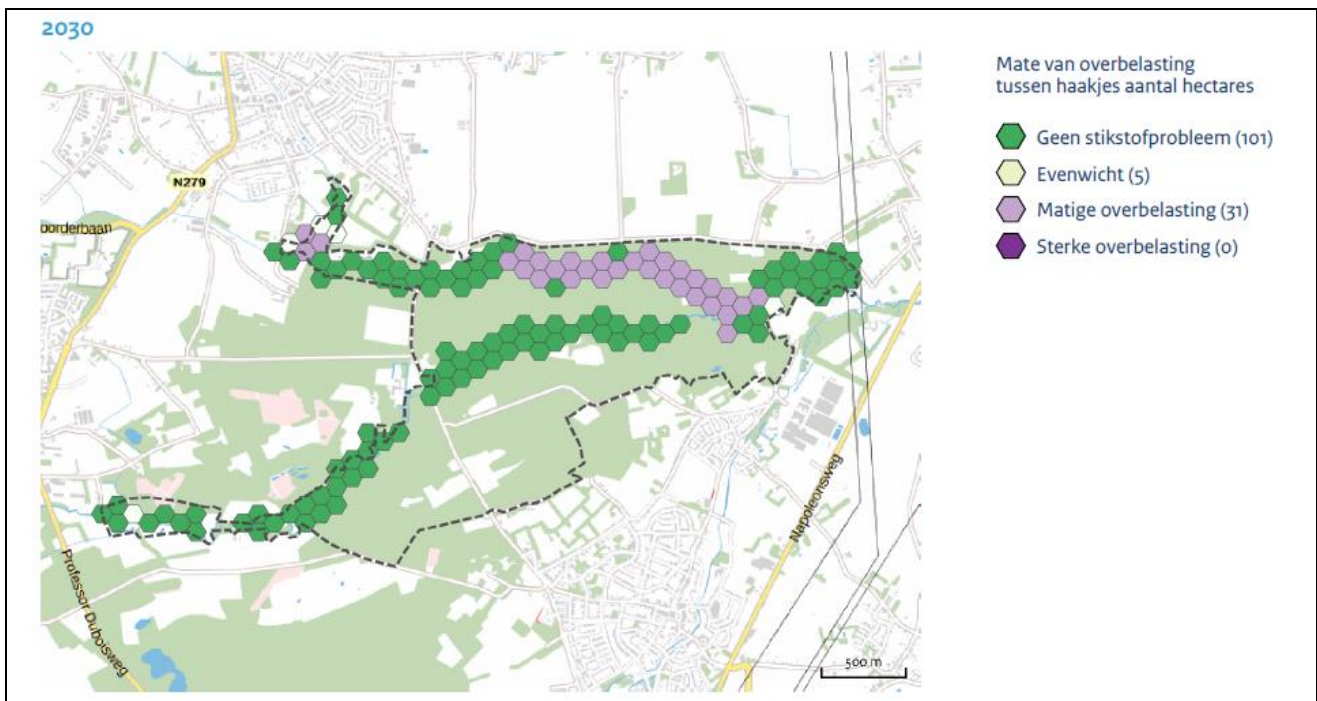 2030
Mate van overbelasting
tussen haakjes aantal hectares
Geen stikstofprobleem (101)
Evenwicht (5)
Matige overbelasting (31)
Sterke overbelasting (0)
N279
oorderbaan
Napoleonsweg
Professor Duboisweg
500 m